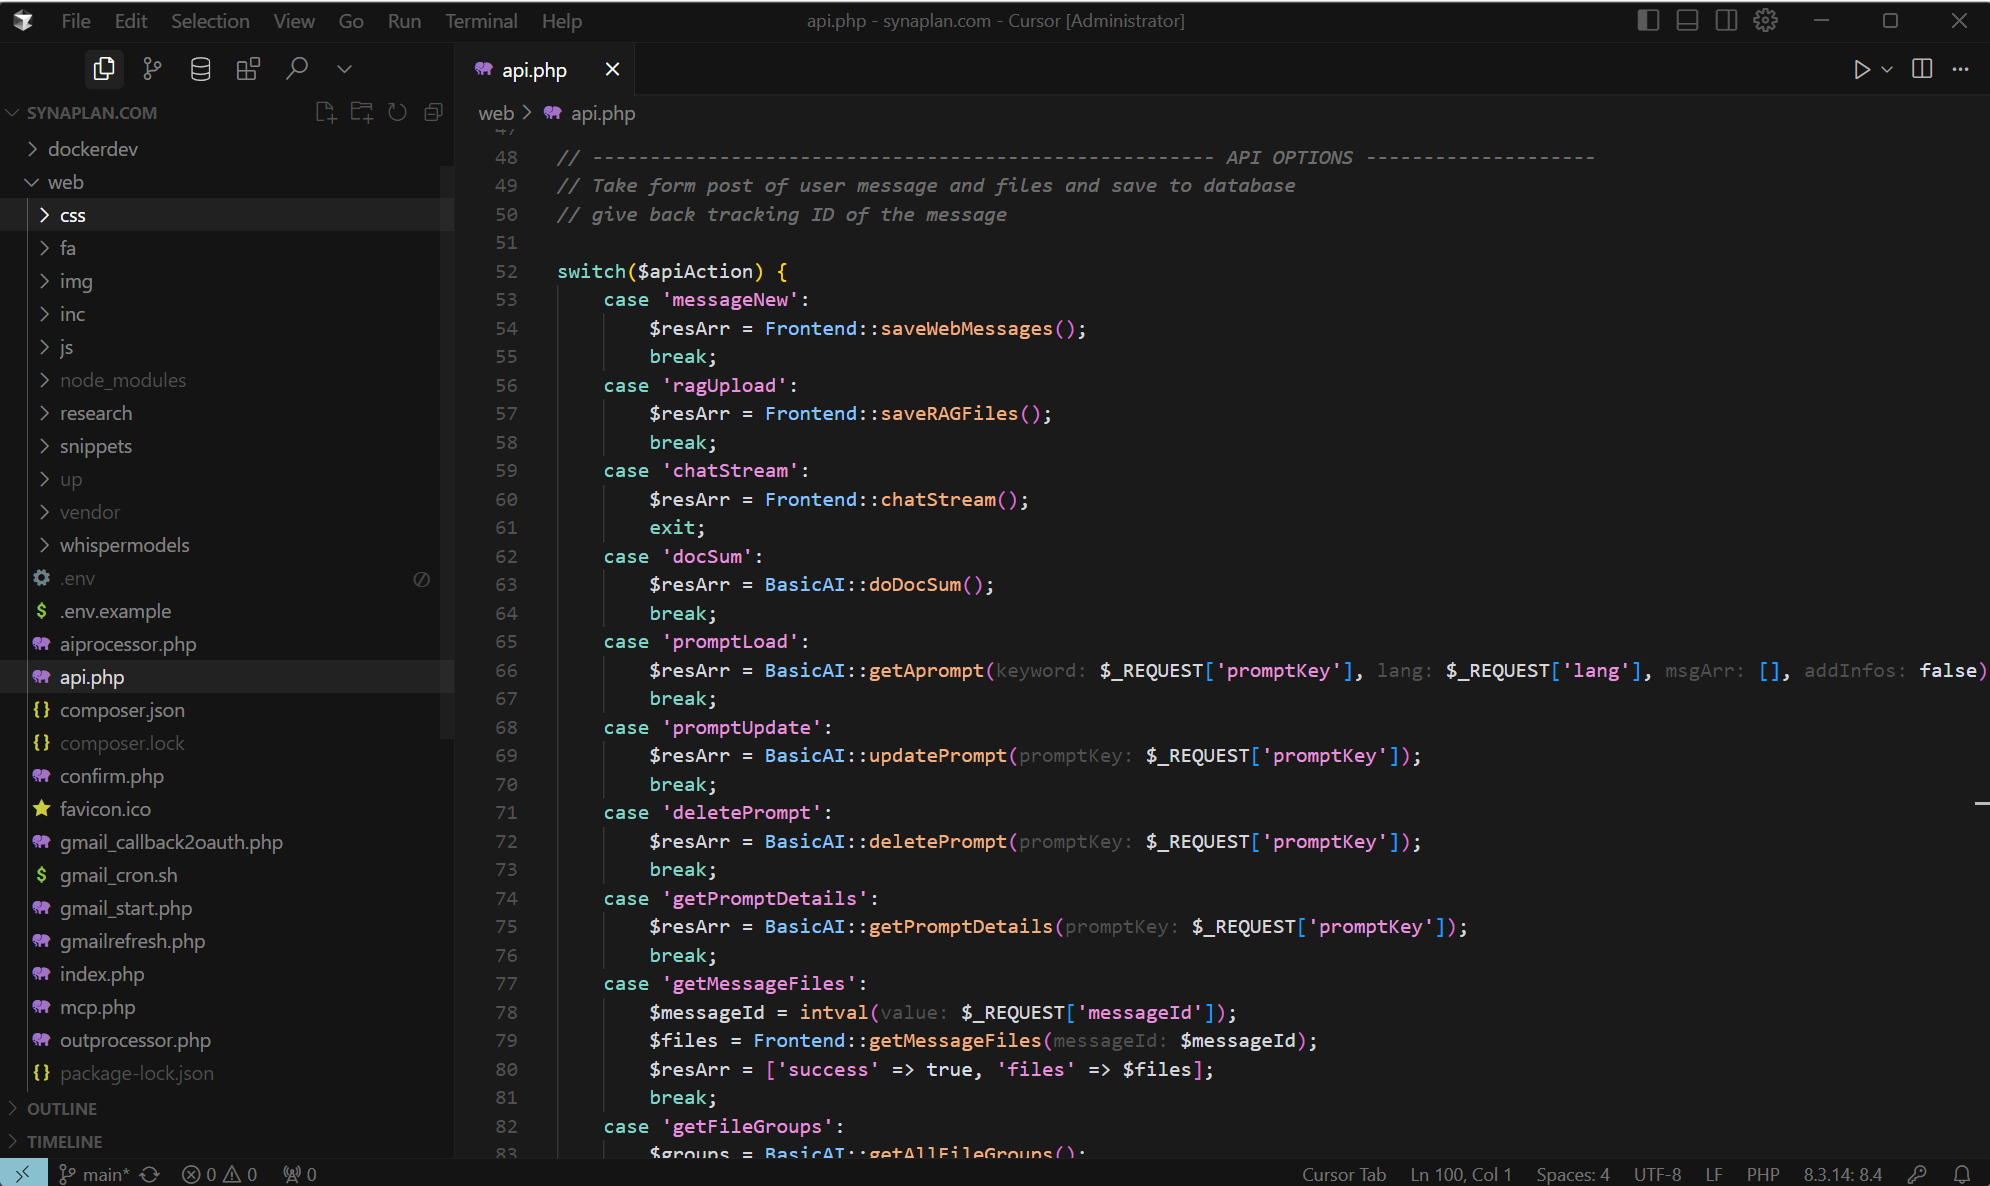 File Edit Selection View Go Run Terminal Help
api.php - synaplan.com - Cursor [Administrator]
api.php
SYNAPLAN.COM
dockerdev
web
css
fa
img
inc
js
node_modules
research
snippets
up
vendor
whispermodels
.env
.env.example
aiprocessor.php
api.php
composer.json
composer.lock
confirm.php
favicon.ico
gmail_callback2oauth.php
gmail_cron.sh
gmail_start.php
gmailrefresh.php
index.php
mcp.php
outprocessor.php
package-lock.json
OUTLINE
TIMELINE
web > api.php
47
48 // ------------------------------------------------------ API OPTIONS --------------------
49 // Take form post of user message and files and save to database
50 // give back tracking ID of the message
51
52 switch($apiAction) {
53 case 'messageNew':
54 $resArr = Frontend::saveWebMessages();
55 break;
56 case 'ragUpload':
57 $resArr = Frontend::saveRAGFiles();
58 break;
59 case 'chatStream':
60 $resArr = Frontend::chatStream();
61 exit;
62 case 'docSum':
63 $resArr = BasicAI::doDocSum();
64 break;
65 case 'promptLoad':
66 $resArr = BasicAI::getAprompt(keyword: $_REQUEST['promptKey'], lang: $_REQUEST['lang'], msgArr: [], addInfos: false)
67 break;
68 case 'promptUpdate':
69 $resArr = BasicAI::updatePrompt(promptKey: $_REQUEST['promptKey']);
70 break;
71 case 'deletePrompt':
72 $resArr = BasicAI::deletePrompt(promptKey: $_REQUEST['promptKey']);
73 break;
74 case 'getPromptDetails':
75 $resArr = BasicAI::getPromptDetails(promptKey: $_REQUEST['promptKey']);
76 break;
77 case 'getMessageFiles':
78 $messageId = intval(value: $_REQUEST['messageId']);
79 $files = Frontend::getMessageFiles(messageId: $messageId);
80 $resArr = ['success' => true, 'files' => $files];
81 break;
82 case 'getFileGroups':
83 $groups = BasicAI::getAllFileGroups();
main* 0 0 0
Cursor Tab Ln 100, Col 1 Spaces: 4 UTF-8 LF PHP 8.3.14: 8.4